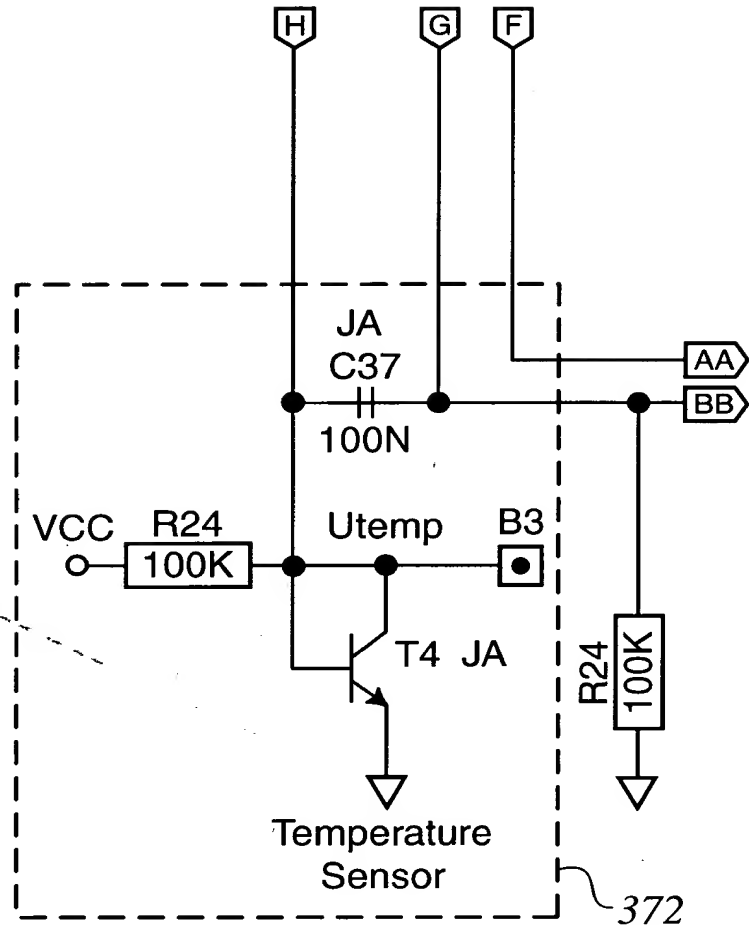 H
G
F
JA
C37
100N
AA
BB
VCC
R24
100K
Utemp
B3
T4 JA
R24
100K
Temperature
Sensor
372